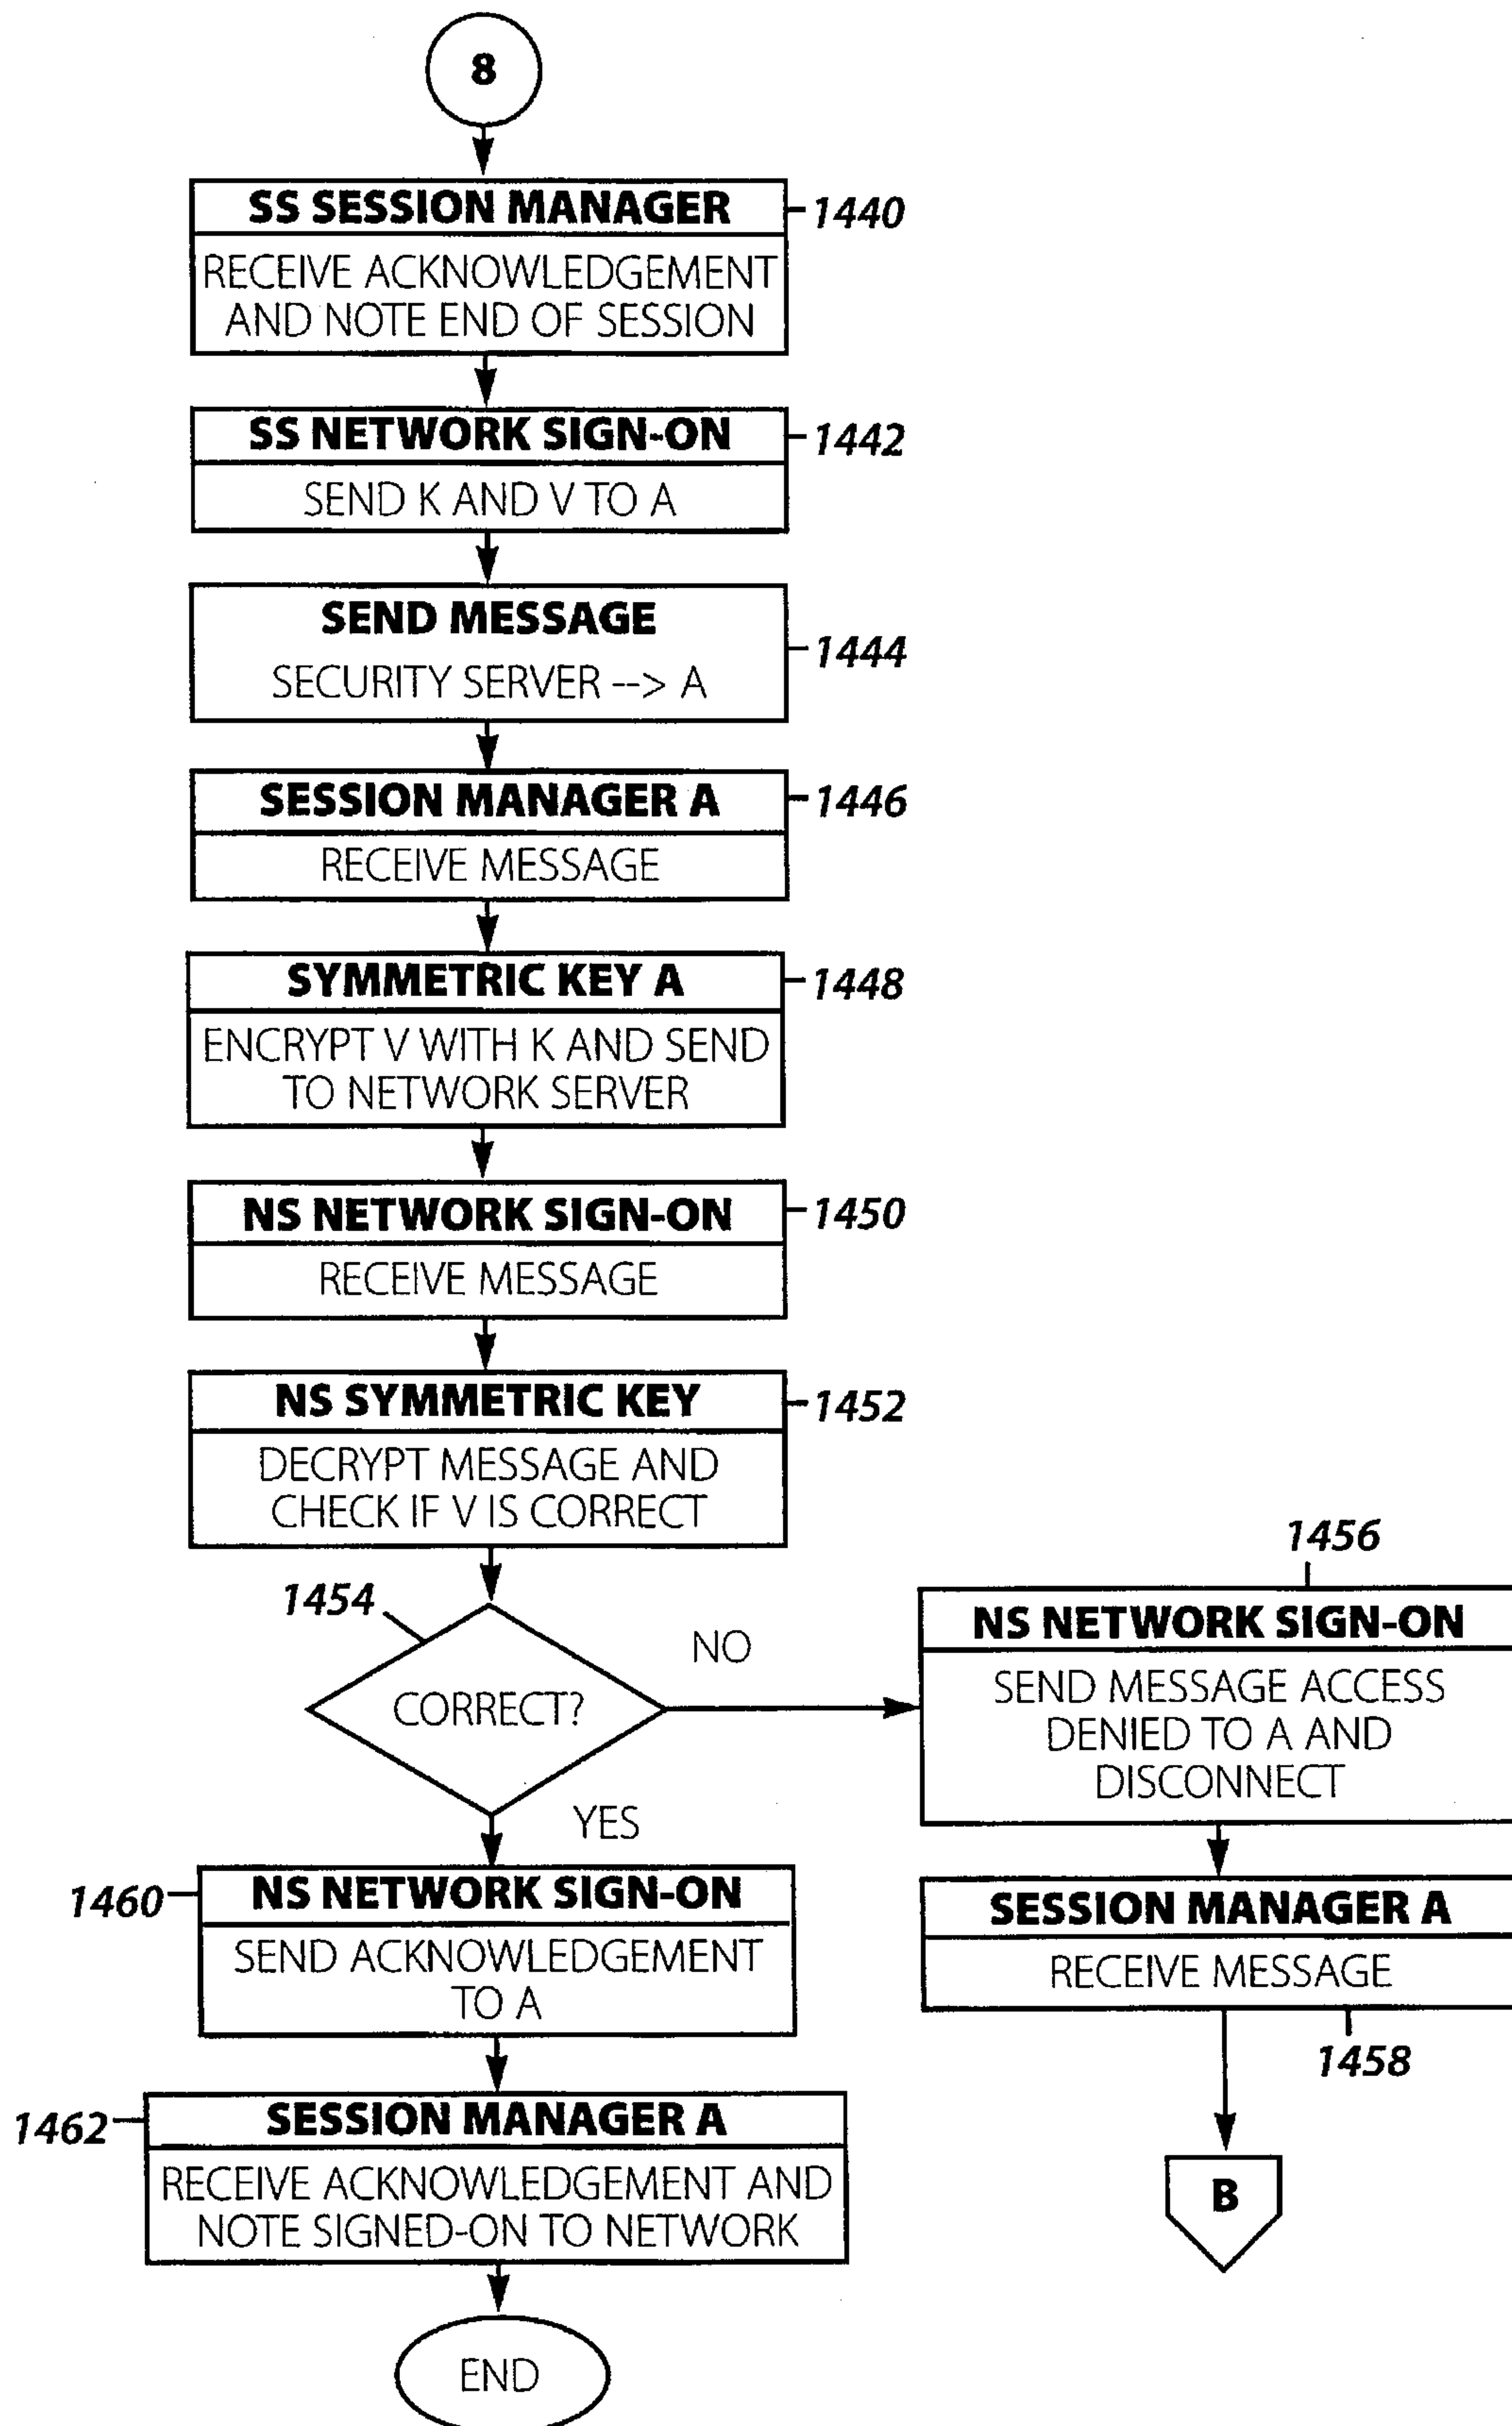 8
SS SESSION MANAGER
1440
RECEIVE ACKNOWLEDGEMENT
AND NOTE END OF SESSION
SS NETWORK SIGN-ON
1442
SEND K AND V TO A
SEND MESSAGE
1444
SECURITY SERVER --> A
SESSION MANAGER A
1446
RECEIVE MESSAGE
SYMMETRIC KEY A
1448
ENCRYPT V WITH K AND SEND
TO NETWORK SERVER
NS NETWORK SIGN-ON
1450
RECEIVE MESSAGE
NS SYMMETRIC KEY
1452
DECRYPT MESSAGE AND
CHECK IF V IS CORRECT
1454
CORRECT?
NO
YES
1456
NS NETWORK SIGN-ON
SEND MESSAGE ACCESS
DENIED TO A AND
DISCONNECT
SESSION MANAGER A
RECEIVE MESSAGE
1458
B
1460
NS NETWORK SIGN-ON
SEND ACKNOWLEDGEMENT
TO A
1462
SESSION MANAGER A
RECEIVE ACKNOWLEDGEMENT AND
NOTE SIGNED-ON TO NETWORK
END